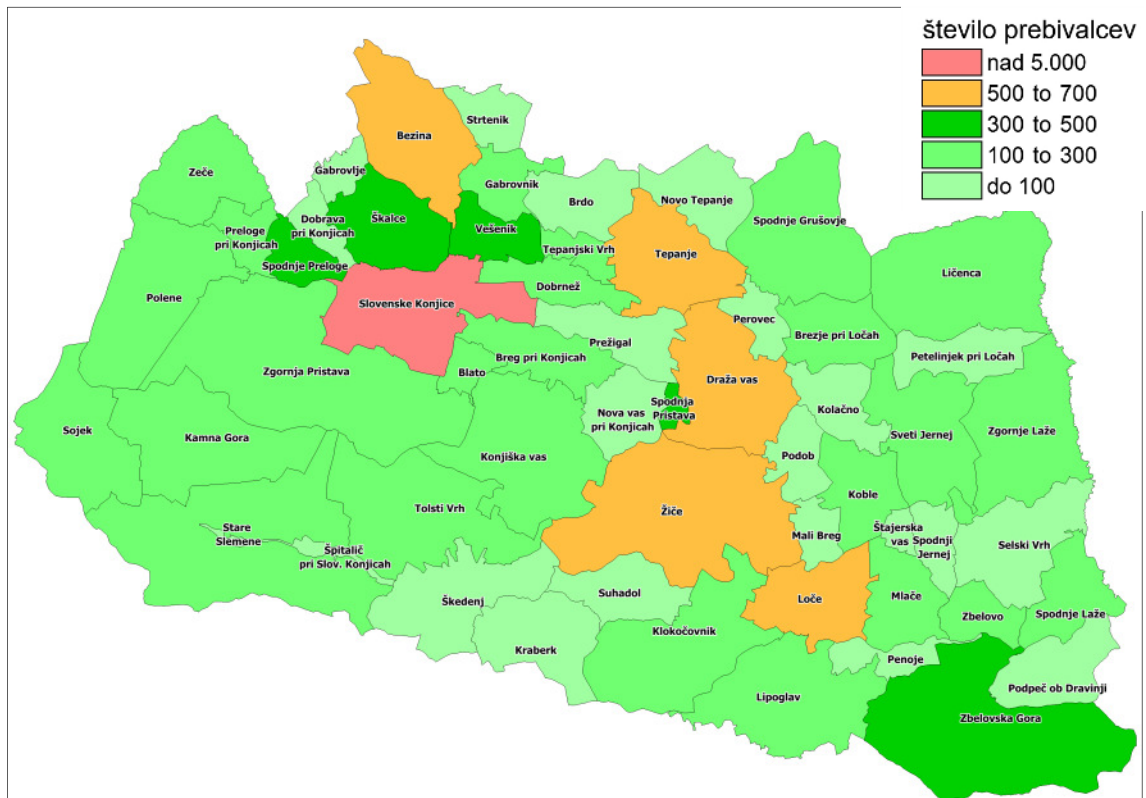 število prebivalcev
nad 5.000
500 to 700
300 to 500
100 to 300
do 100
Strtenik
Bezina
Zeče
Gabrovlje
Gabrovnik
Brdo
Novo Tepanje
Spodnje Grušovje
Dobrava
pri Konjicah
Škalce
Vešenik
Preloge
pri Konjicah
Tepanjski Vrh
Tepanje
Spodnje Preloge
Ličenca
Polene
Dobrnež
Slovenske Konjice
Perovec
Brezje pri Ločah
Prežigal
Petelinjek pri Ločah
Breg pri Konjicah
Zgornja Pristava
Blato
Draža vas
Spodnja
Pristava
Kolačno
Nova vas
pri Konjicah
Sojek
Kamna Gora
Sveti Jernej
Zgornje Laže
Konjiška vas
Podob
Koble
Tolsti Vrh
Žiče
Stare
Slemene
Štajerska
vas
Mali Breg
Spodnji
Jernej
Selski Vrh
Špitalič
pri Slov. Konjicah
Suhadol
Škedenj
Loče
Mlače
Zbelovo
Spodnje Laže
Klokočovnik
Kraberk
Penoje
Podpeč ob Dravinji
Lipoglav
Zbelovska Gora